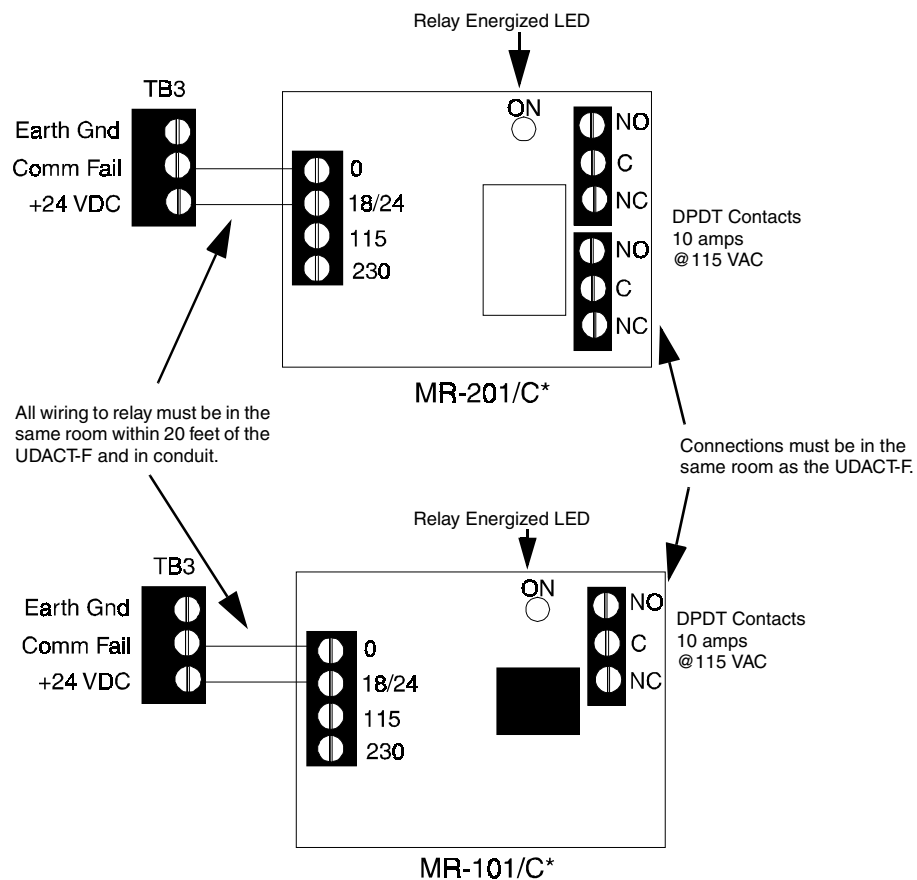 Relay Energized LED
TB3
Earth Gnd
Comm Fail
+24 VDC
0
18/24
115
230
ON
NO
C
NC
NO
C
NC
DPDT Contacts
10 amps
@115 VAC
MR-201/C*
All wiring to relay must be in the
same room within 20 feet of the
UDACT-F and in conduit.
Connections must be in the
same room as the UDACT-F.
Relay Energized LED
TB3
Earth Gnd
Comm Fail
+24 VDC
0
18/24
115
230
ON
NO
C
NC
DPDT Contacts
10 amps
@115 VAC
MR-101/C*